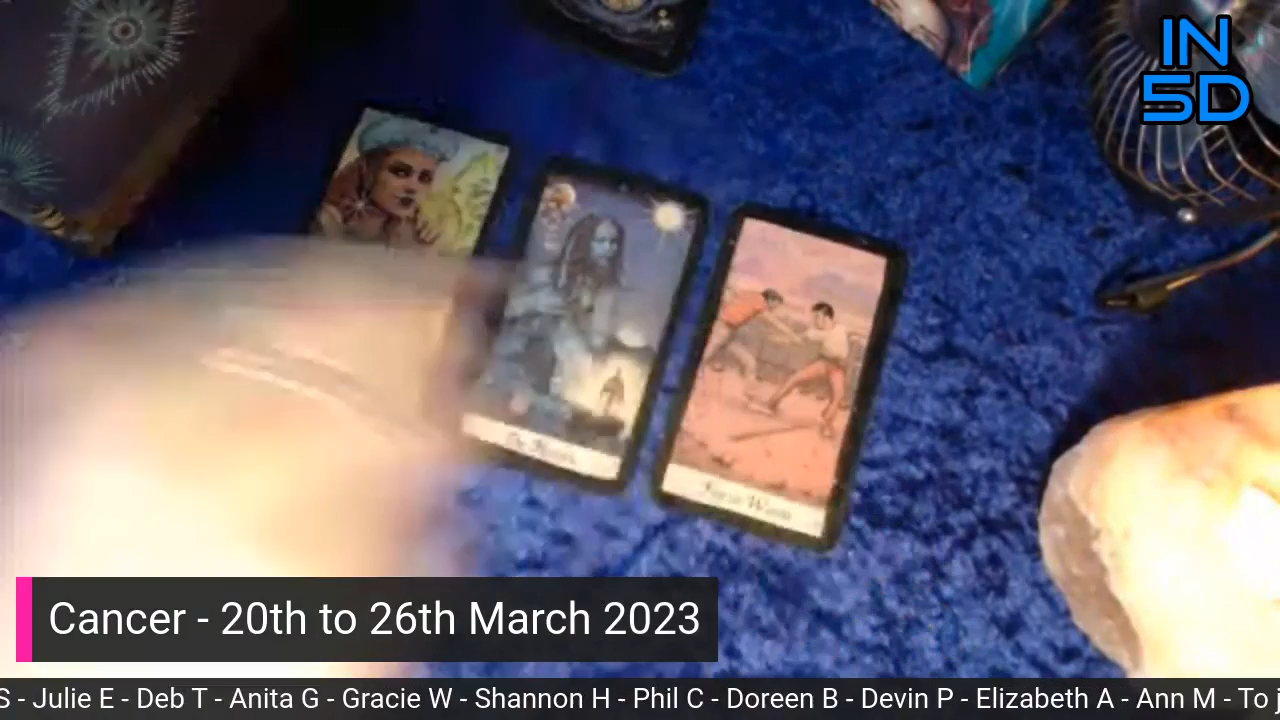 IN
5D
Cancer - 20th to 26th March 2023
S - Julie E - Deb T - Anita G - Gracie W - Shannon H - Phil C - Doreen B - Devin P - Elizabeth A - Ann M - To j